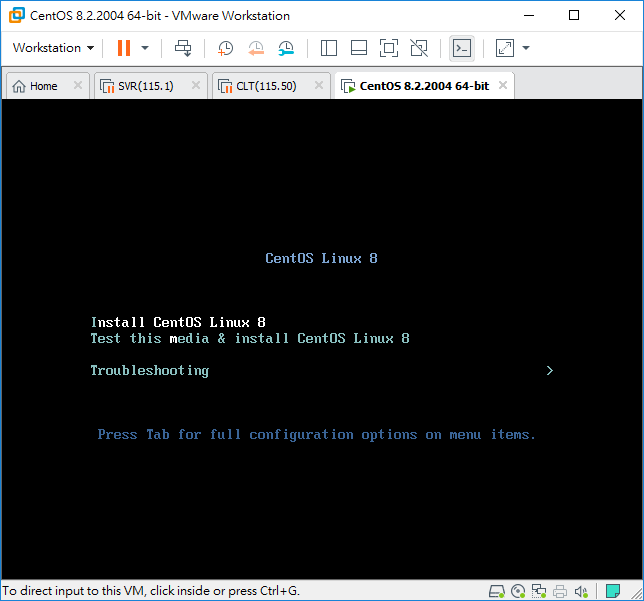 CentOS 8.2.2004 64-bit - VMware Workstation
Workstation
Home
SVR(115.1)
CLT(115.50)
CentOS 8.2.2004 64-bit
CentOS Linux 8
Install CentOS Linux 8
Test this media & install CentOS Linux 8
Troubleshooting >
Press Tab for full configuration options on menu items.
To direct input to this VM, click inside or press Ctrl+G.